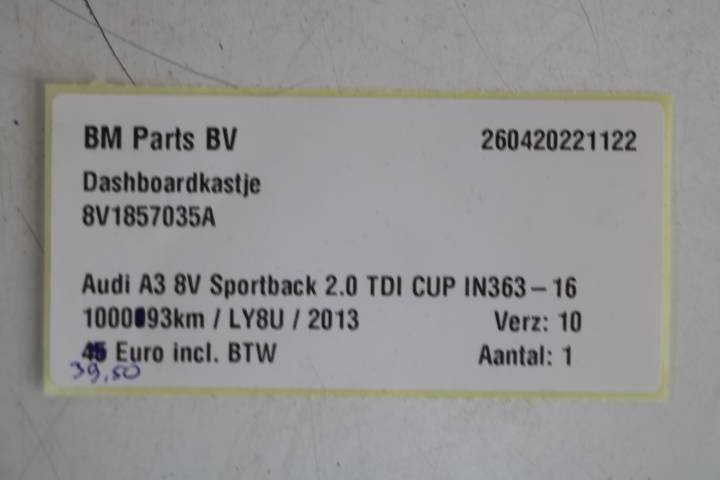 BM Parts BV 260420221122
Dashboardkastje
8V1857035A
Audi A3 8V Sportback 2.0 TDI CUP IN363-16
/ LY8U / 2013 Verz: 10
45 Euro incl. BTW Aantal: 1
39,50